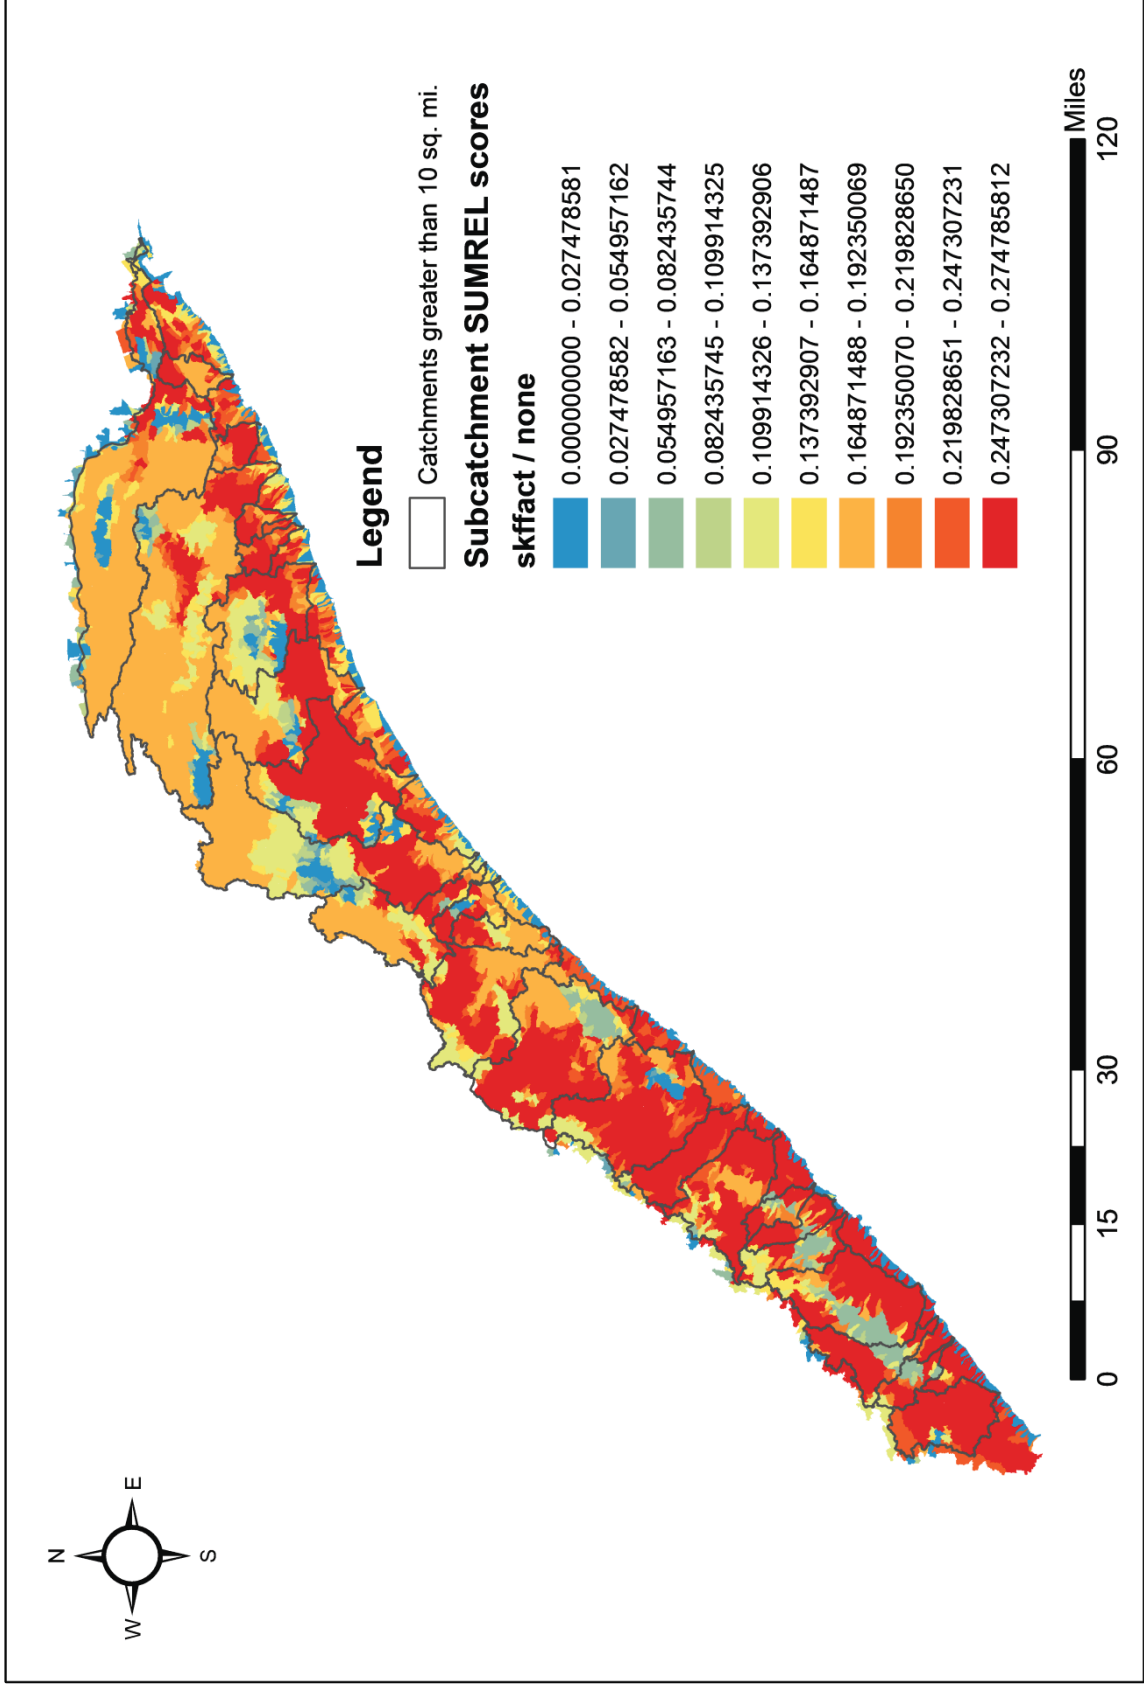 N
W E
S
Legend
Catchments greater than 10 sq. mi.
Subcatchment SUMREL scores
skffact / none
0.000000000 - 0.027478581
0.027478582 - 0.054957162
0.054957163 - 0.082435744
0.082435745 - 0.109914325
0.109914326 - 0.137392906
0.137392907 - 0.164871487
0.164871488 - 0.192350069
0.192350070 - 0.219828650
0.219828651 - 0.247307231
0.247307232 - 0.274785812
Miles
0 15 30 60 90 120